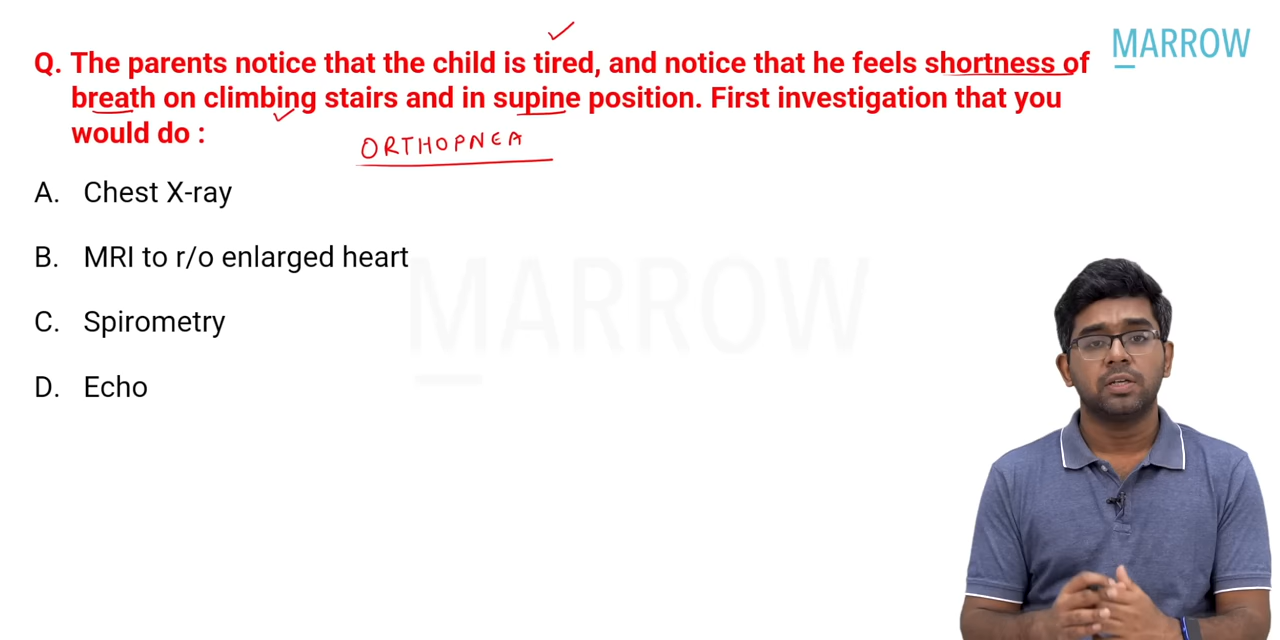 MARROW
Q. The parents notice that the child is tired, and notice that he feels shortness of
breath on climbing stairs and in supine position. First investigation that you
would do :
ORTHOPNEA
A. Chest X-ray
B. MRI to r/o enlarged heart
MARROW
C. Spirometry
D. Echo